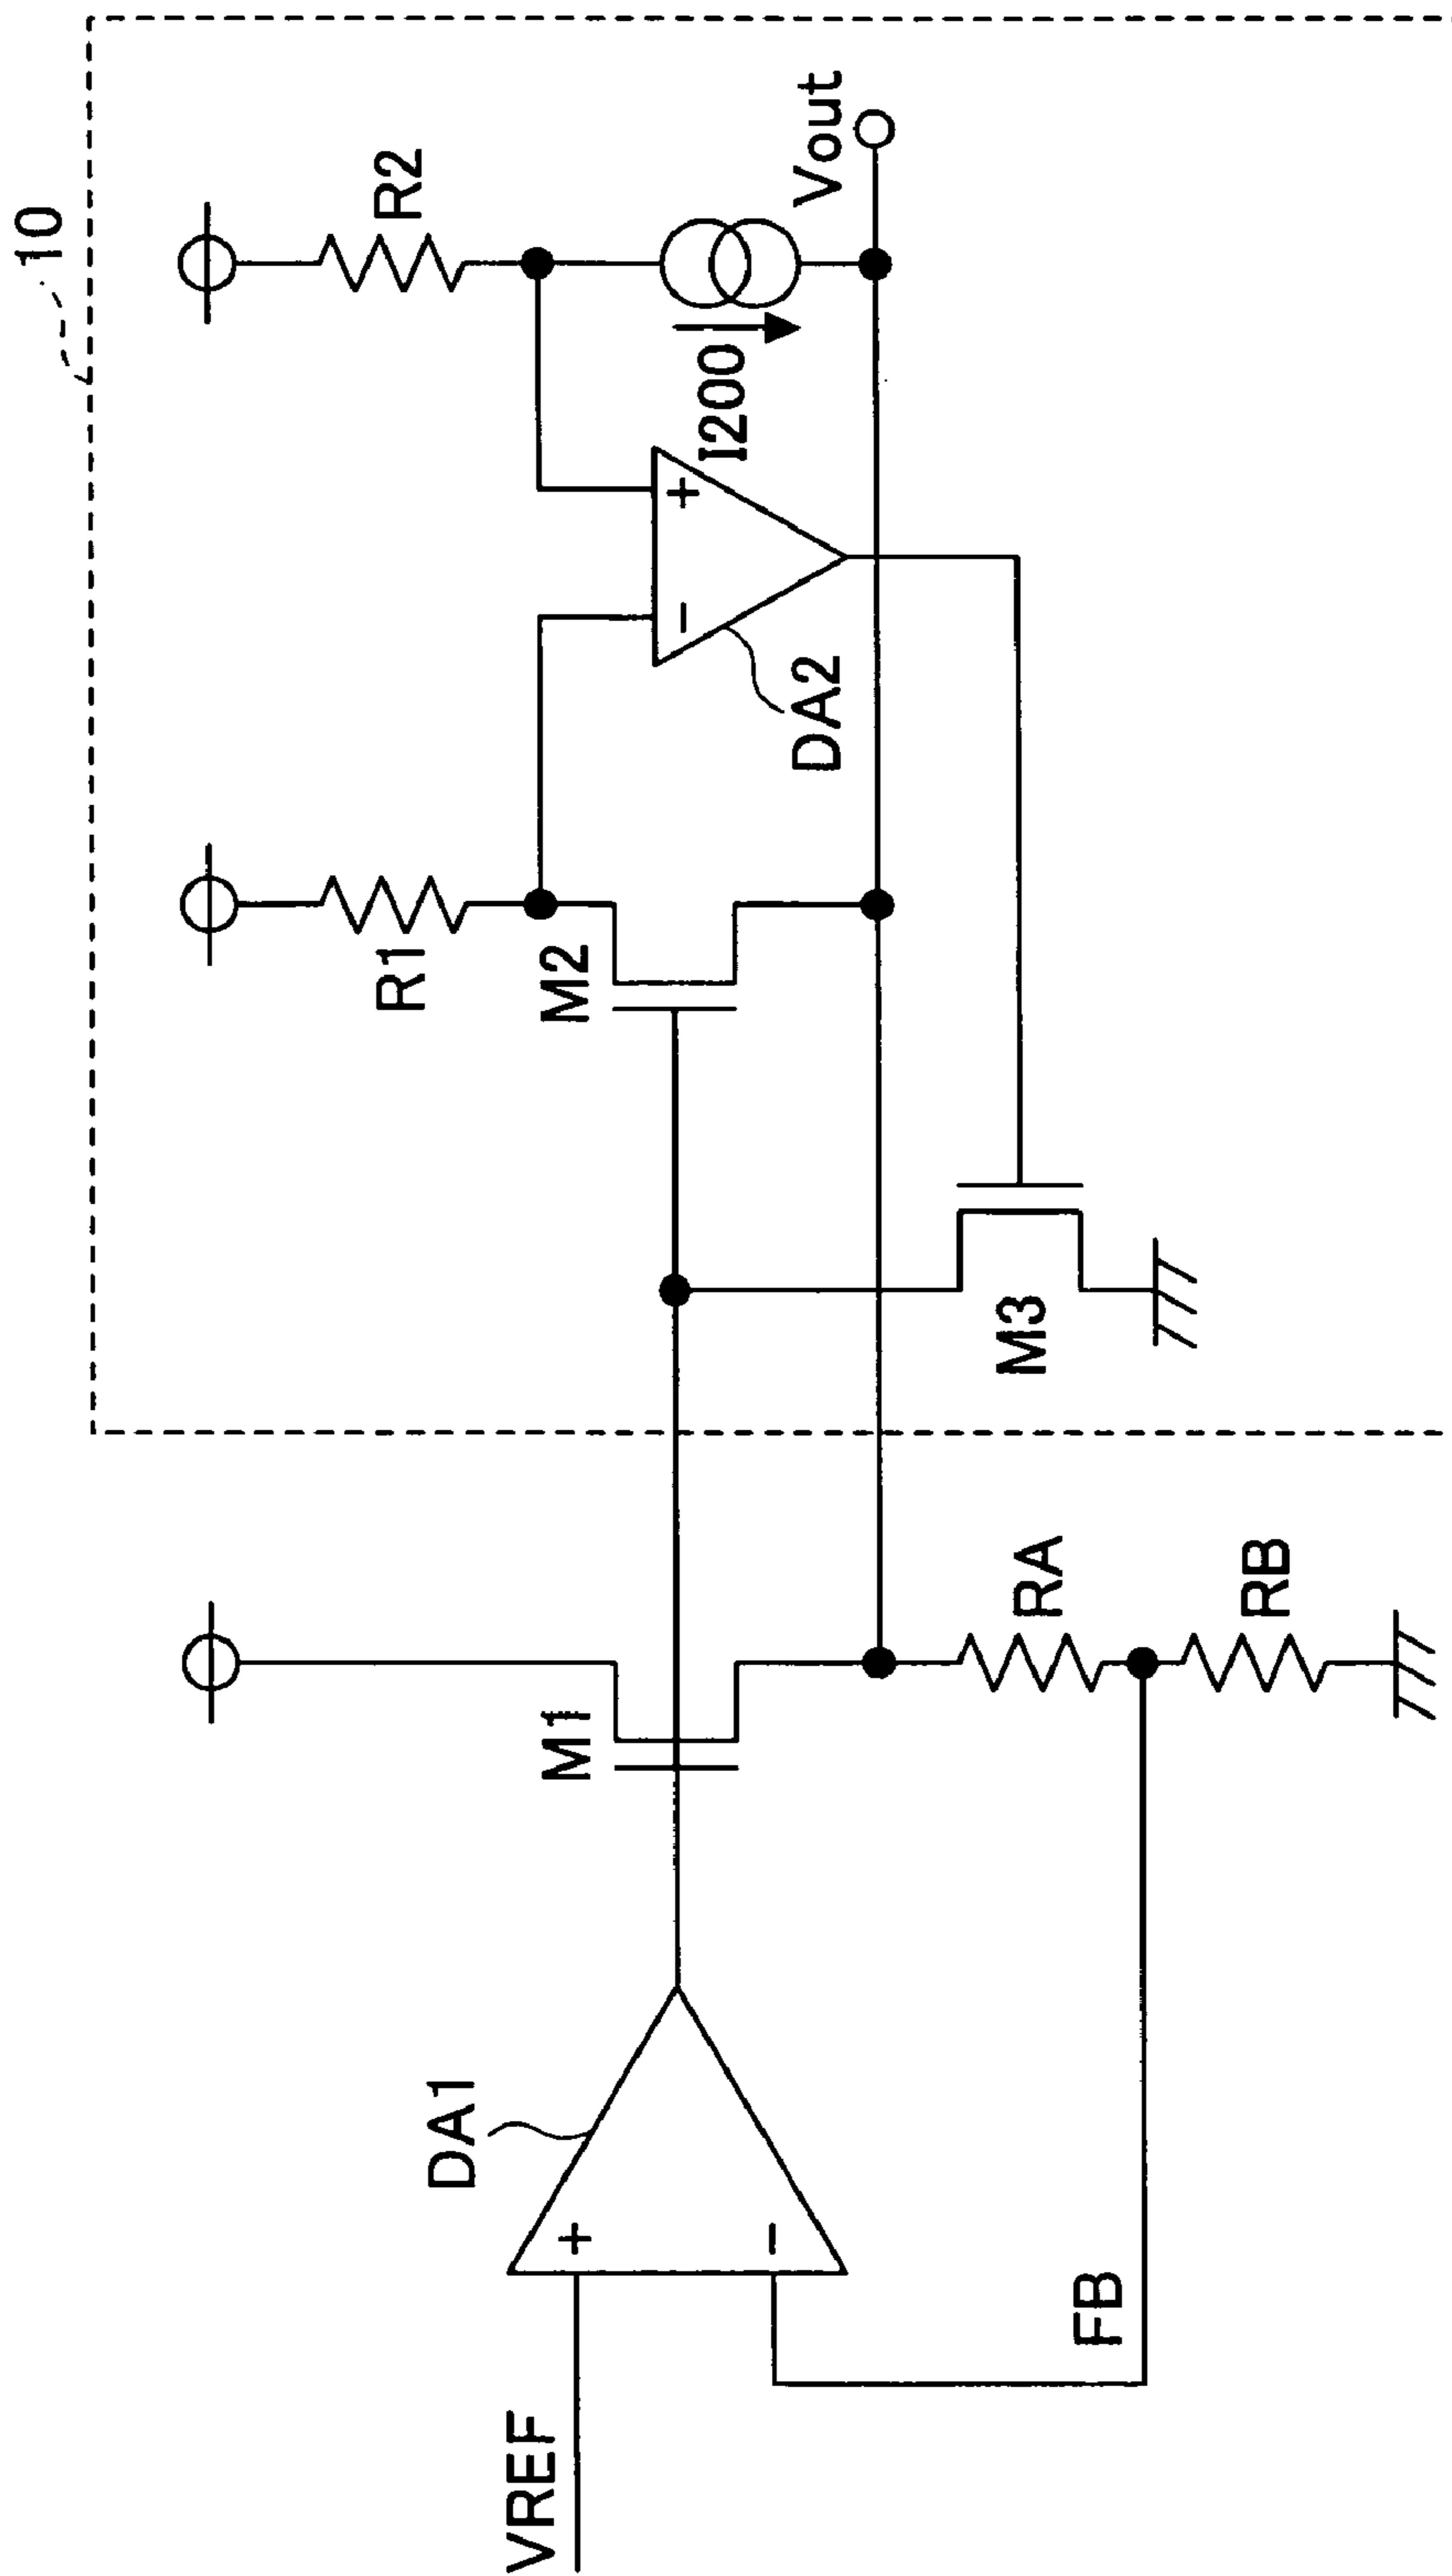 10
R2
Vout
I200
+
−
DA2
R1
M2
M3
M1
RA
RB
DA1
+
−
FB
VREF